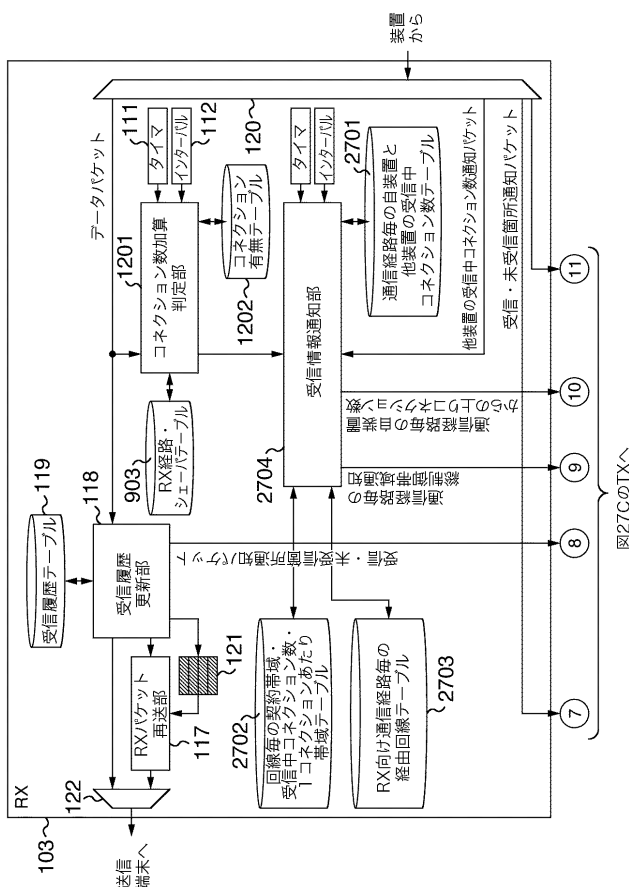 RX
103
装置
から
120
データパケット
タイマ
111
インターバル
112
1201
コネクション数加算
判定部
コネクション
有無テーブル
1202
RX経路・
シェーパテーブル
903
118
受信履歴
更新部
受信履歴テーブル
119
RXパケット
再送部
117
121
122
送信
端末へ
タイマ
インターバル
受信情報通知部
2704
通信経路毎の自装置と
他装置の受信中
コネクション数テーブル
2701
他装置の受信中コネクション数通知パケット
受信・未受信箇所通知パケット
通信経路毎の自装置
からの上りコネクション数
通信経路毎の
総制御帯域通知
受信・未受信箇所通知パケット
回線毎の契約帯域・
受信中コネクション数・
1コネクションあたり
帯域テーブル
2702
RX向け通信経路毎の
経由回線テーブル
2703
7
8
9
10
11
図27CのTXへ